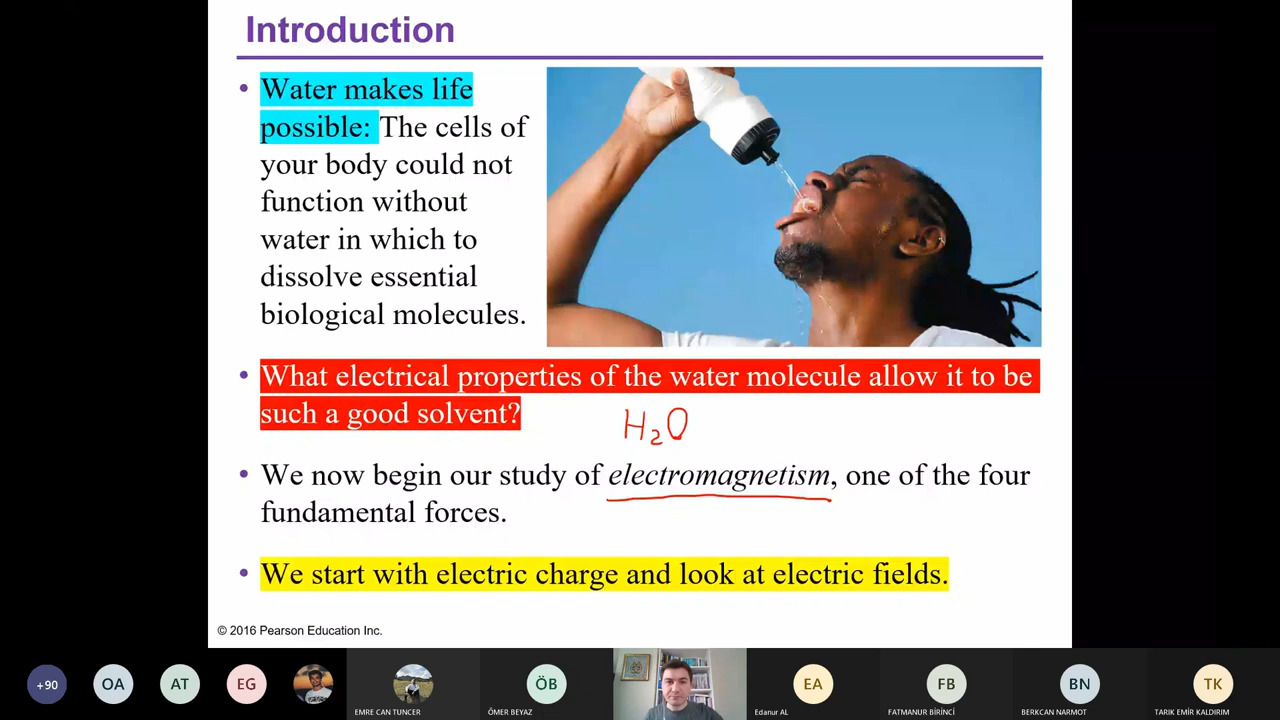 Introduction
• Water makes life
possible: The cells of
your body could not
function without
water in which to
dissolve essential
biological molecules.
• What electrical properties of the water molecule allow it to be
such a good solvent?
H₂O
• We now begin our study of electromagnetism, one of the four
fundamental forces.
• We start with electric charge and look at electric fields.
© 2016 Pearson Education Inc.
+90 OA AT EG ÖB EA FB BN TK
EMRE CAN TUNCER ÖMER BEYAZ Edanur AL FATMANUR BİRİNCİ BERKCAN NARMOT TARIK EMİR KALDIRIM